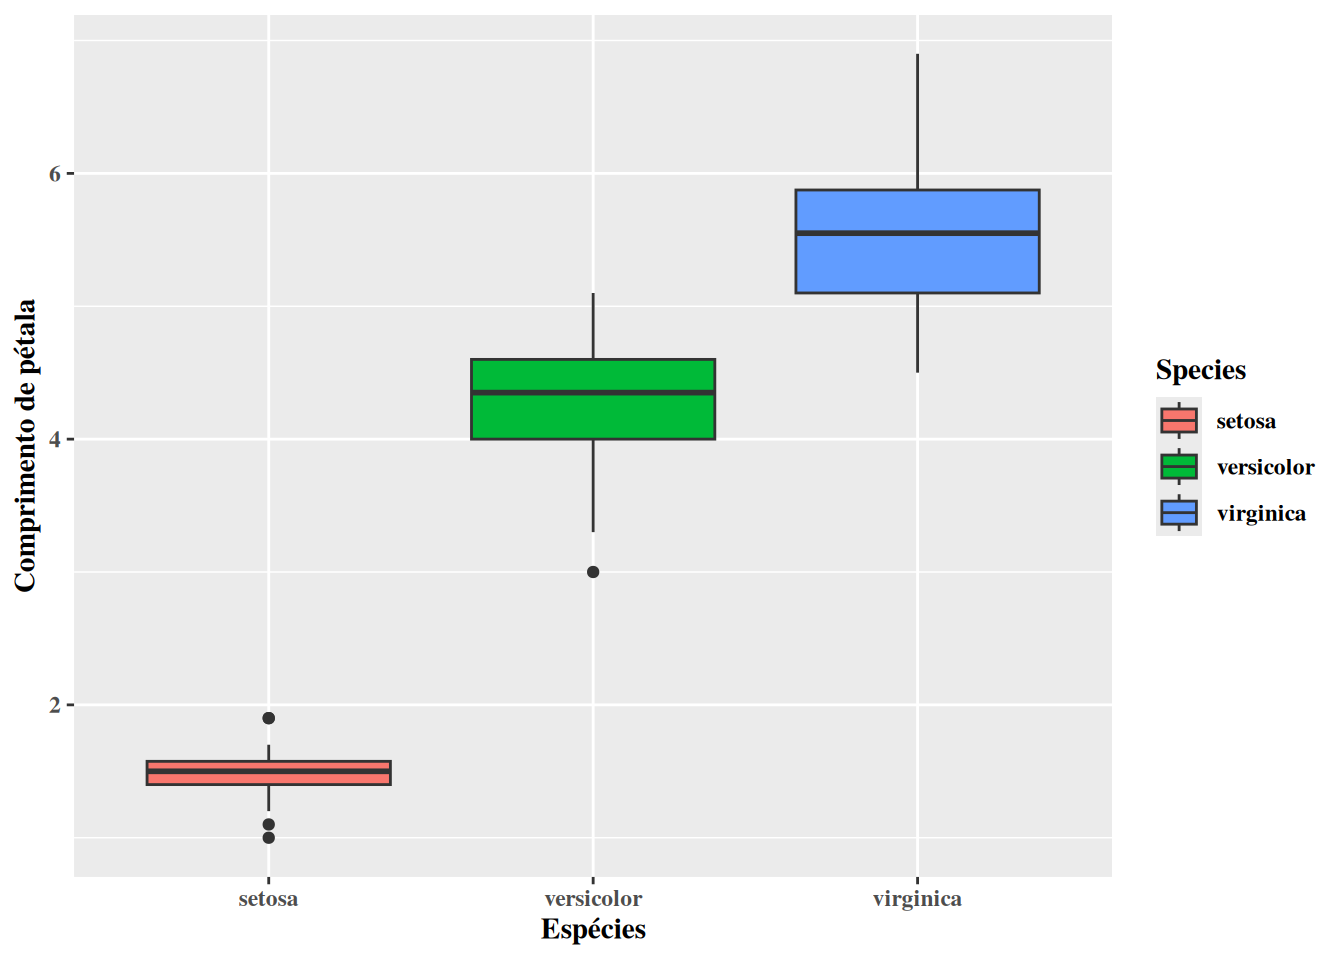 Comprimento de pétala
6
4
2
setosa
versicolor
virginica
Espécies
Species
setosa
versicolor
virginica